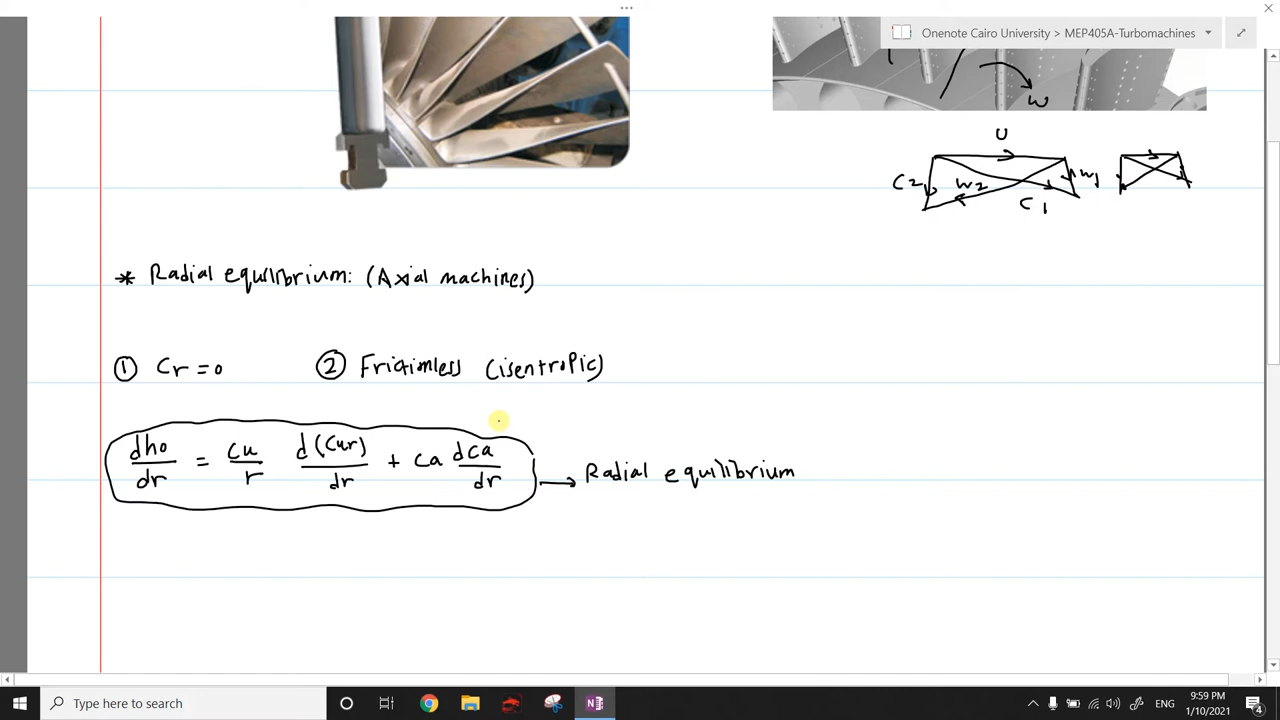 Onenote Cairo University > MEP405A-Turbomachines
W
U
C2 W2 C1 W1
* Radial equilibrium: (Axial machines)
① Cr = 0 ② Frictionless (isentropic)
dho/dr = Cu/r d(Cur)/dr + Ca dCa/dr → Radial equilibrium
Type here to search
ENG
9:59 PM
1/10/2021
4